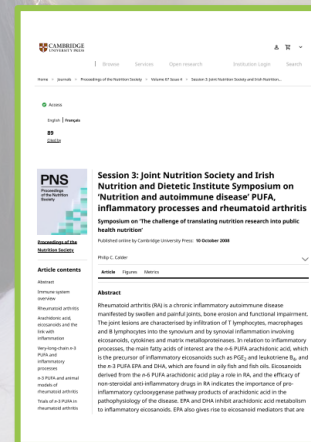 CAMBRIDGE
UNIVERSITY PRESS
Browse Services Open research Institution Login Search
Home > Journals > Proceedings of the Nutrition Society > Volume 67 Issue 4 > Session 3: Joint Nutrition Society and Irish Nutrition...
Access
English | Français
89
Cited by
PNS
Proceedings of the Nutrition Society
Proceedings of the
Nutrition Society
Article contents
Abstract
Immune system
overview
Rheumatoid arthritis
Arachidonic acid,
eicosanoids and the
link with
inflammation
Very-long-chain n-3
PUFA and
inflammatory
processes
n-3 PUFA and animal
models of
rheumatoid arthritis
Trials of n-3 PUFA in
rheumatoid arthritis
Session 3: Joint Nutrition Society and Irish
Nutrition and Dietetic Institute Symposium on
‘Nutrition and autoimmune disease’ PUFA,
inflammatory processes and rheumatoid arthritis
Symposium on ‘The challenge of translating nutrition research into public
health nutrition’
Published online by Cambridge University Press: 10 October 2008
Philip C. Calder
Article Figures Metrics
Abstract
Rheumatoid arthritis (RA) is a chronic inflammatory autoimmune disease
manifested by swollen and painful joints, bone erosion and functional impairment.
The joint lesions are characterised by infiltration of T lymphocytes, macrophages
and B lymphocytes into the synovium and by synovial inflammation involving
eicosanoids, cytokines and matrix metalloproteinases. In relation to inflammatory
processes, the main fatty acids of interest are the n-6 PUFA arachidonic acid, which
is the precursor of inflammatory eicosanoids such as PGE₂ and leukotriene B₄, and
the n-3 PUFA EPA and DHA, which are found in oily fish and fish oils. Eicosanoids
derived from the n-6 PUFA arachidonic acid play a role in RA, and the efficacy of
non-steroidal anti-inflammatory drugs in RA indicates the importance of pro-
inflammatory cyclooxygenase pathway products of arachidonic acid in the
pathophysiology of the disease. EPA and DHA inhibit arachidonic acid metabolism
to inflammatory eicosanoids. EPA also gives rise to eicosanoid mediators that are